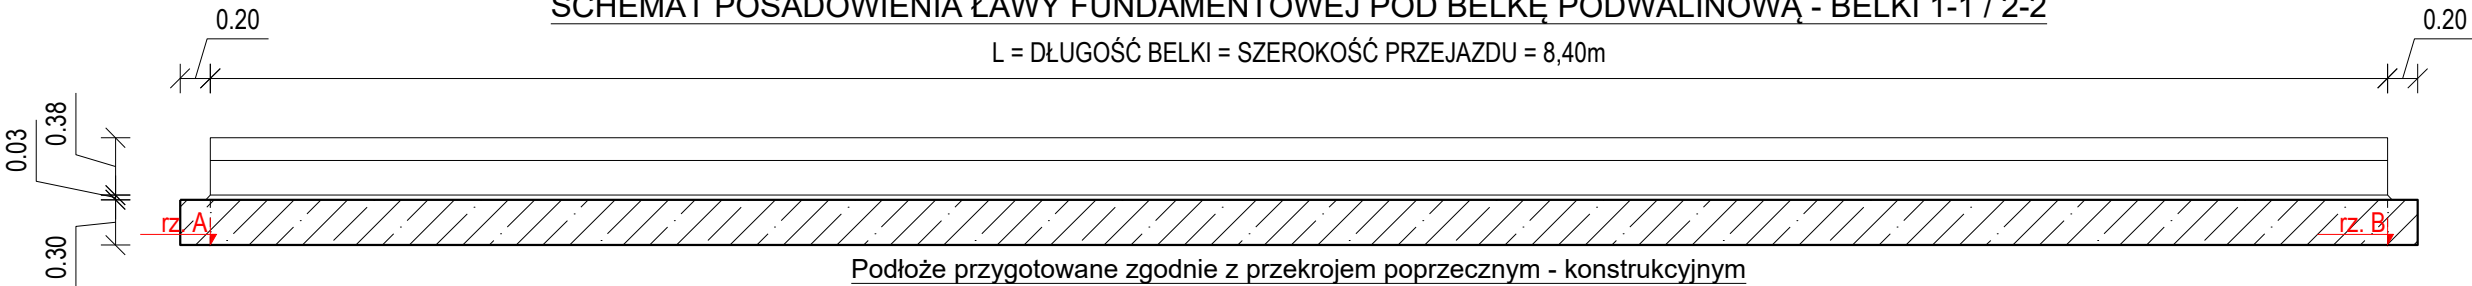 SCHEMAT POSADOWIENIA ŁAWY FUNDAMENTOWEJ POD BELKĘ PODWALINOWĄ - BELKI 1-1 / 2-2
0.20
0.20
L = DŁUGOŚĆ BELKI = SZEROKOŚĆ PRZEJAZDU = 8,40m
0.38
0.03
rz. A
rz. B
0.30
Podłoże przygotowane zgodnie z przekrojem poprzecznym - konstrukcyjnym